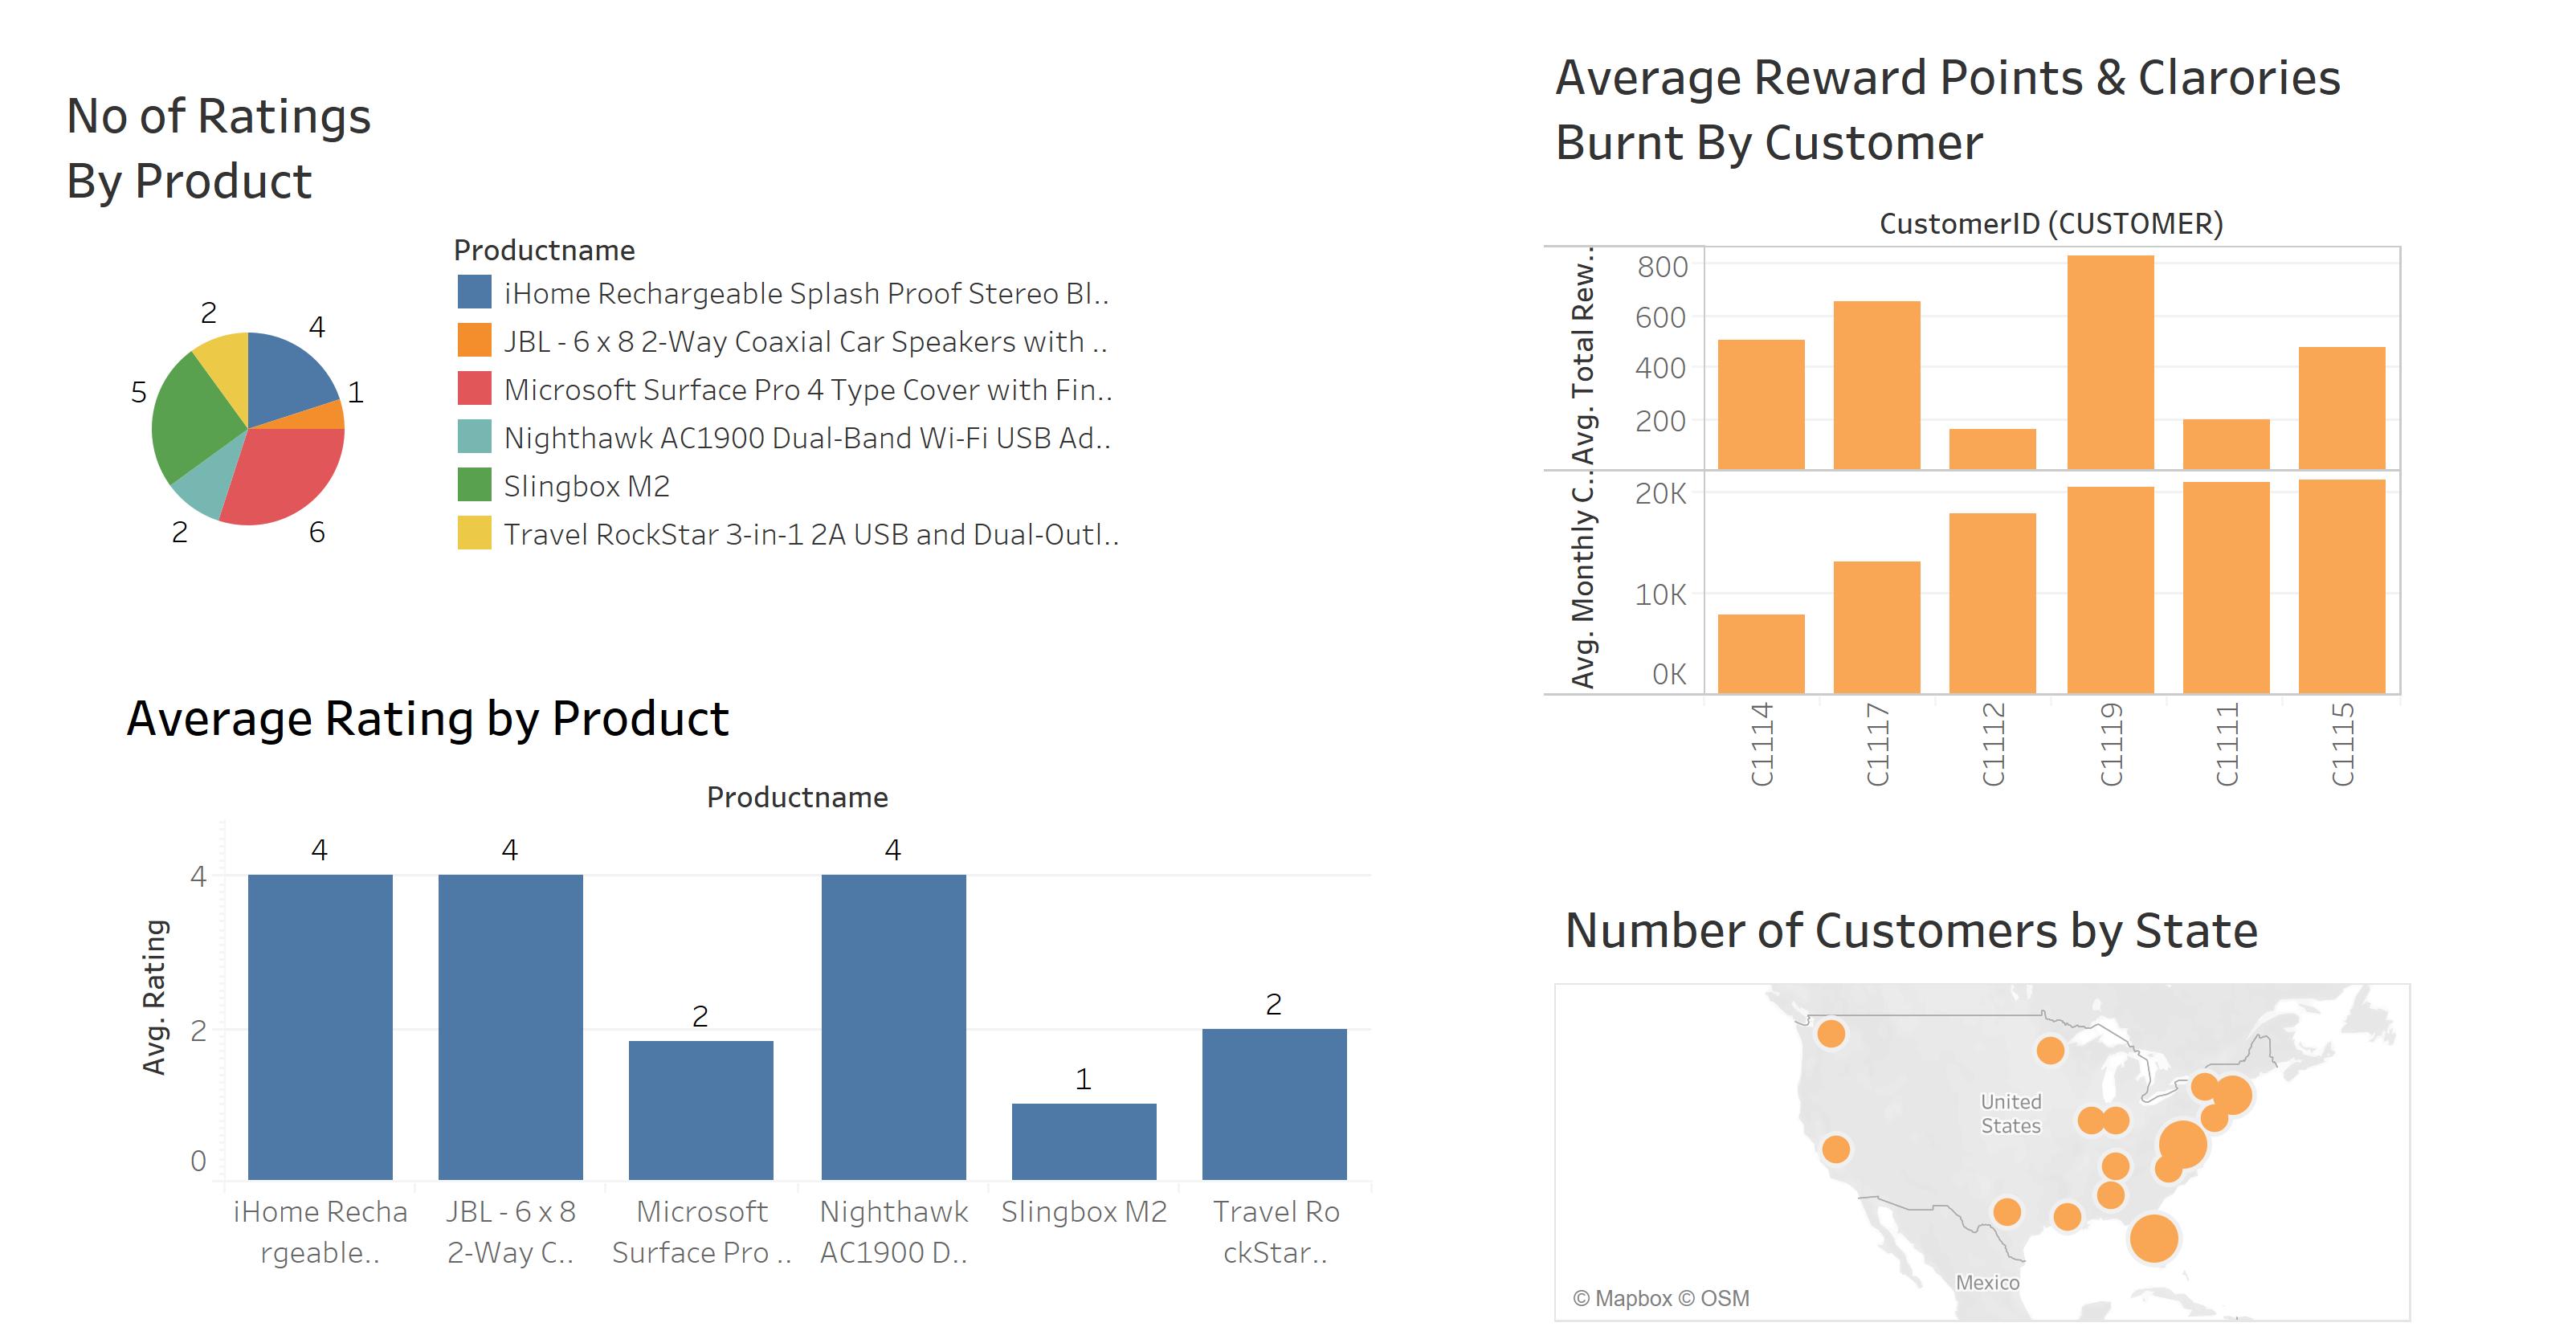 No of Ratings
By Product
Productname
iHome Rechargeable Splash Proof Stereo Bl..
JBL - 6 x 8 2-Way Coaxial Car Speakers with ..
Microsoft Surface Pro 4 Type Cover with Fin..
Nighthawk AC1900 Dual-Band Wi-Fi USB Ad..
Slingbox M2
Travel RockStar 3-in-1 2A USB and Dual-Outl..
2
4
5
1
2
6
Average Rating by Product
Productname
Avg. Rating
4
2
0
4
4
2
4
1
2
iHome Recha
rgeable..
JBL - 6 x 8
2-Way C..
Microsoft
Surface Pro ..
Nighthawk
AC1900 D..
Slingbox M2
Travel Ro
ckStar..
Average Reward Points & Clarories
Burnt By Customer
CustomerID (CUSTOMER)
Avg. Total Rew..
800
600
400
200
Avg. Monthly C..
20K
10K
0K
C1114
C1117
C1112
C1119
C1111
C1115
Number of Customers by State
United
States
Mexico
© Mapbox © OSM